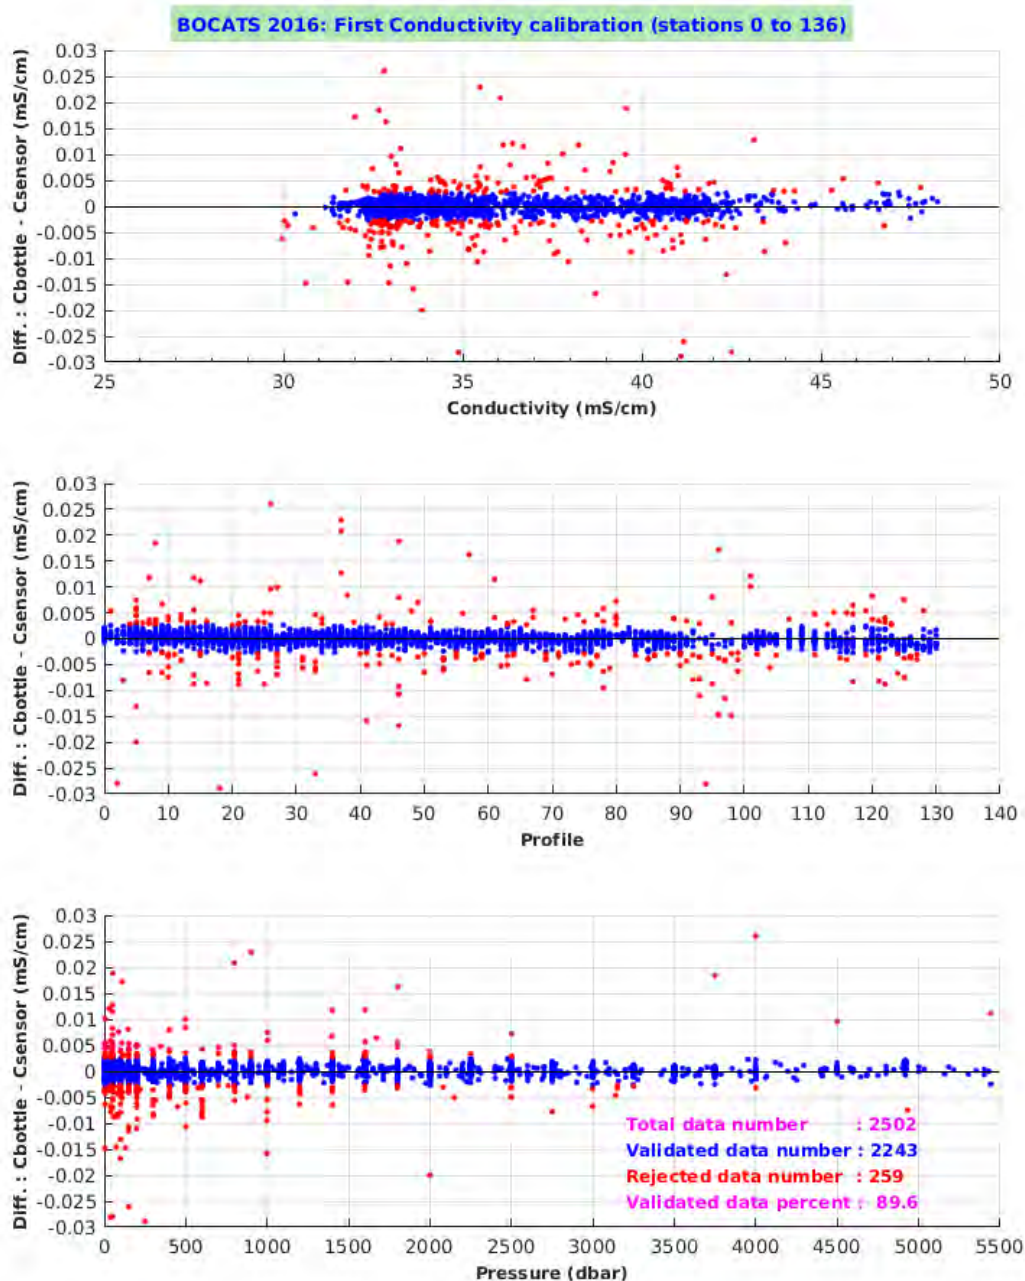 BOCATS 2016: First Conductivity calibration (stations 0 to 136)
Diff. : Cbottle - Csensor (mS/cm)
0.03
0.025
0.02
0.015
0.01
0.005
0
-0.005
-0.01
-0.015
-0.02
-0.025
-0.03
25 30 35 40 45 50
Conductivity (mS/cm)
Diff. : Cbottle - Csensor (mS/cm)
0.03
0.025
0.02
0.015
0.01
0.005
0
-0.005
-0.01
-0.015
-0.02
-0.025
-0.03
0 10 20 30 40 50 60 70 80 90 100 110 120 130 140
Profile
Diff. : Cbottle - Csensor (mS/cm)
0.03
0.025
0.02
0.015
0.01
0.005
0
-0.005
-0.01
-0.015
-0.02
-0.025
-0.03
Total data number : 2502
Validated data number : 2243
Rejected data number : 259
Validated data percent : 89.6
0 500 1000 1500 2000 2500 3000 3500 4000 4500 5000 5500
Pressure (dbar)